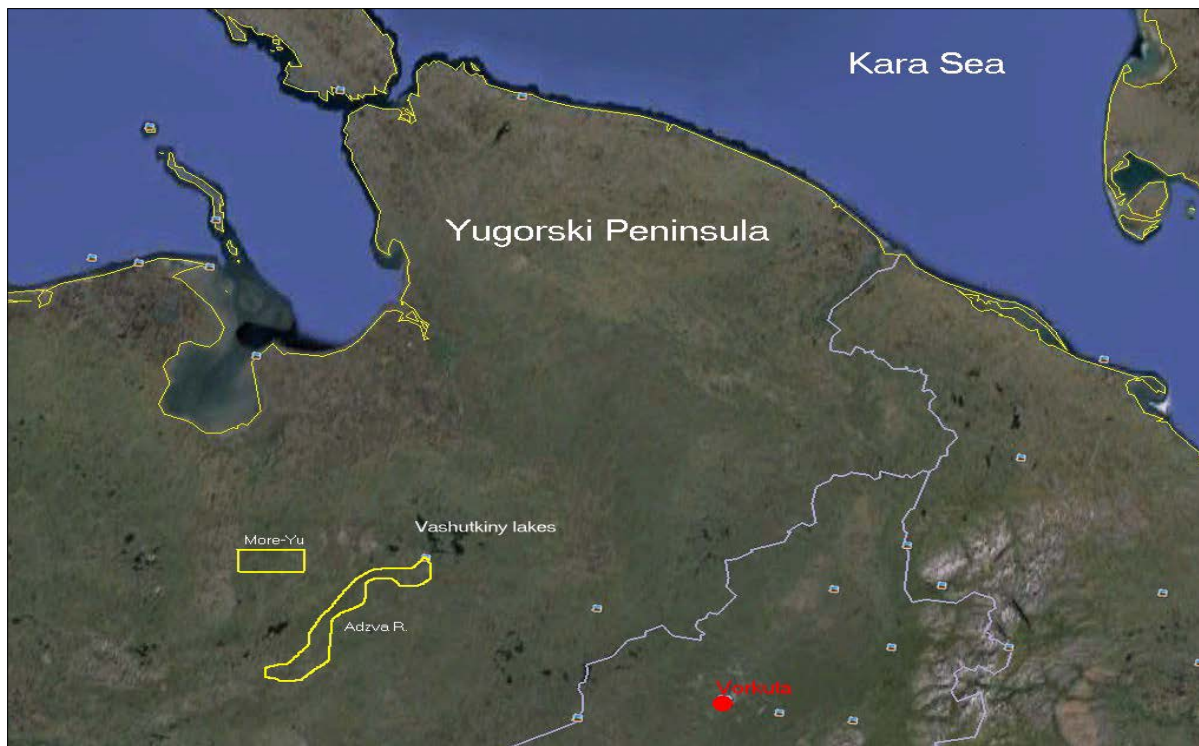 Kara Sea
Yugorski Peninsula
Vashutkiny lakes
More-Yu
Adzva R.
Vorkuta